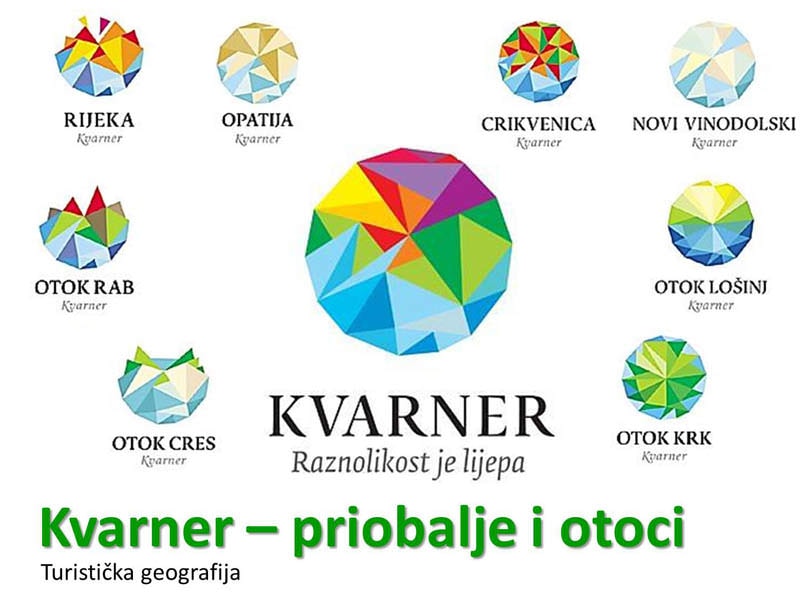 RIJEKA
Kvarner
OPATIJA
Kvarner
CRIKVENICA
Kvarner
NOVI VINODOLSKI
Kvarner
OTOK RAB
Kvarner
OTOK LOŠINJ
Kvarner
OTOK CRES
Kvarner
KVARNER
Raznolikost je lijepa
OTOK KRK
Kvarner
Kvarner – priobalje i otoci
Turistička geografija